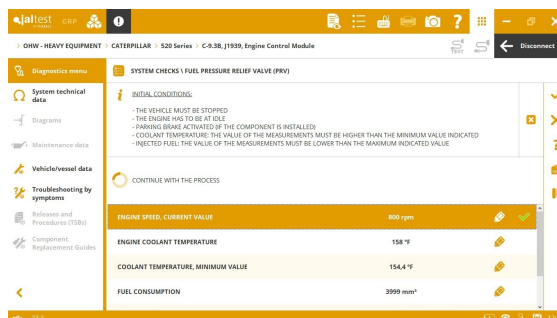 jaltest GRP
OHW - HEAVY EQUIPMENT > CATERPILLAR > 520 Series > C-9.3B, J1939, Engine Control Module
TEST
Disconnect
Diagnostics menu
SYSTEM CHECKS \ FUEL PRESSURE RELIEF VALVE (PRV)
System technical
data
Diagrams
Maintenance data
Vehicle/vessel data
Troubleshooting by
symptoms
Releases and
Procedures (TSBs)
Component
Replacement Guides
INITIAL CONDITIONS:
- THE VEHICLE MUST BE STOPPED
- THE ENGINE HAS TO BE AT IDLE
- PARKING BRAKE ACTIVATED (IF THE COMPONENT IS INSTALLED)
- COOLANT TEMPERATURE: THE VALUE OF THE MEASUREMENTS MUST BE HIGHER THAN THE MINIMUM VALUE INDICATED
- INJECTED FUEL: THE VALUE OF THE MEASUREMENTS MUST BE LOWER THAN THE MAXIMUM INDICATED VALUE
CONTINUE WITH THE PROCESS
ENGINE SPEED, CURRENT VALUE 800 rpm
ENGINE COOLANT TEMPERATURE 158 °F
COOLANT TEMPERATURE, MINIMUM VALUE 154,4 °F
FUEL CONSUMPTION 3999 mm³